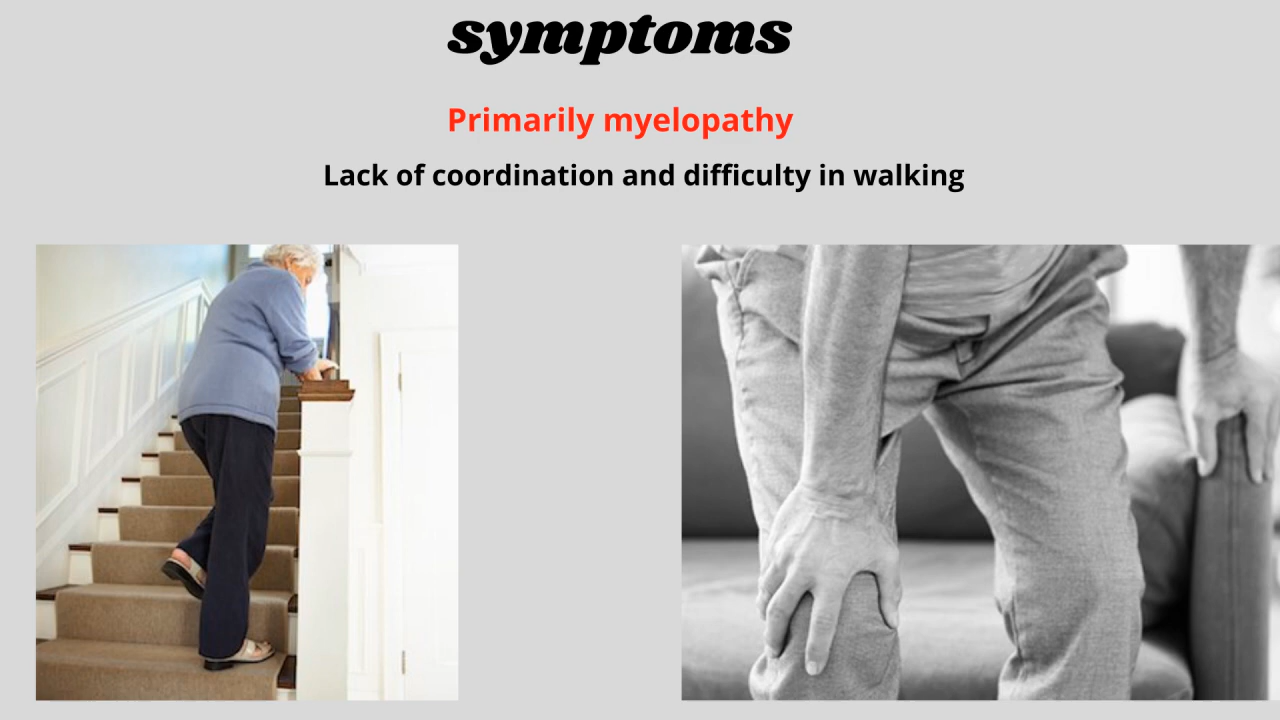 symptoms
Primarily myelopathy
Lack of coordination and difficulty in walking